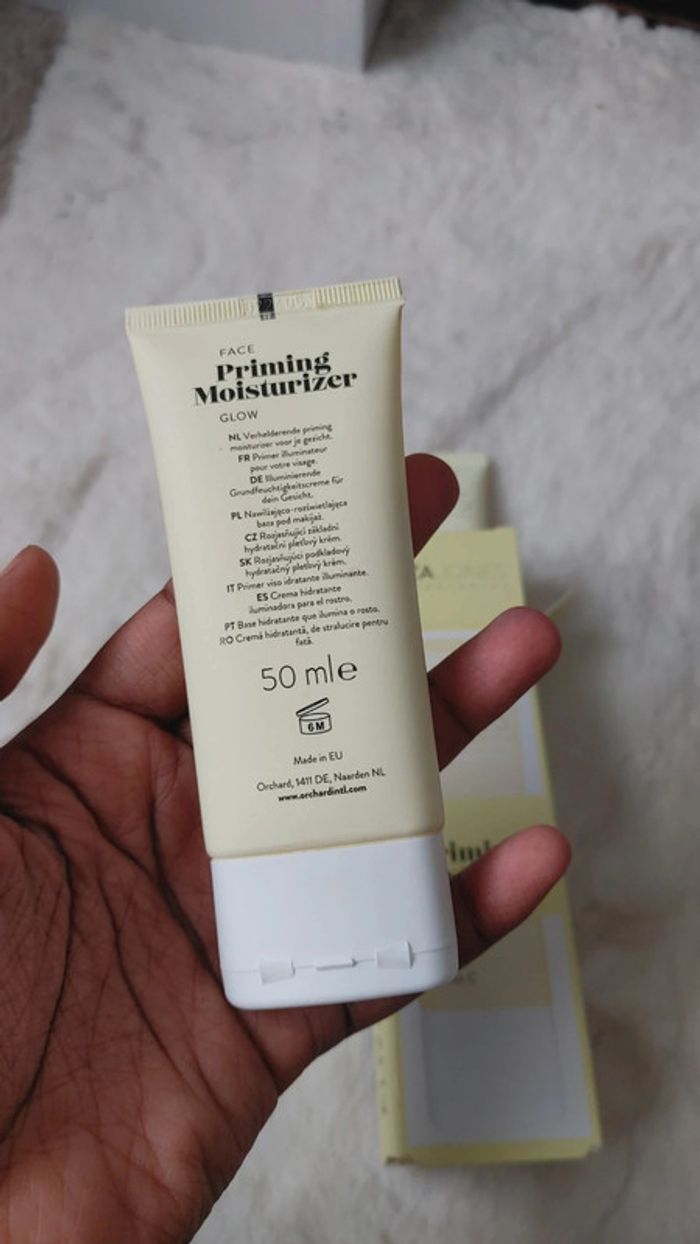 FACE
Priming
Moisturizer
GLOW
NL Verhelderende priming
moisturizer voor je gezicht.
FR Primer illuminateur
pour votre visage.
DE Illuminierende
Grundfeuchtigkeitscreme für
dein Gesicht.
PL Nawilżająco-rozświetlająca
baza pod makijaż.
CZ Rozjasňující základní
hydratační pleťový krém.
SK Rozjasňujúci podkladový
hydratačný pleťový krém.
IT Primer viso idratante illuminante.
ES Crema hidratante
iluminadora para el rostro.
PT Base hidratante que ilumina o rosto.
RO Cremă hidratantă, de stralucire pentru
față.
50 ml e
6M
Made in EU
Orchard, 1411 DE, Naarden NL
www.orchardintl.com